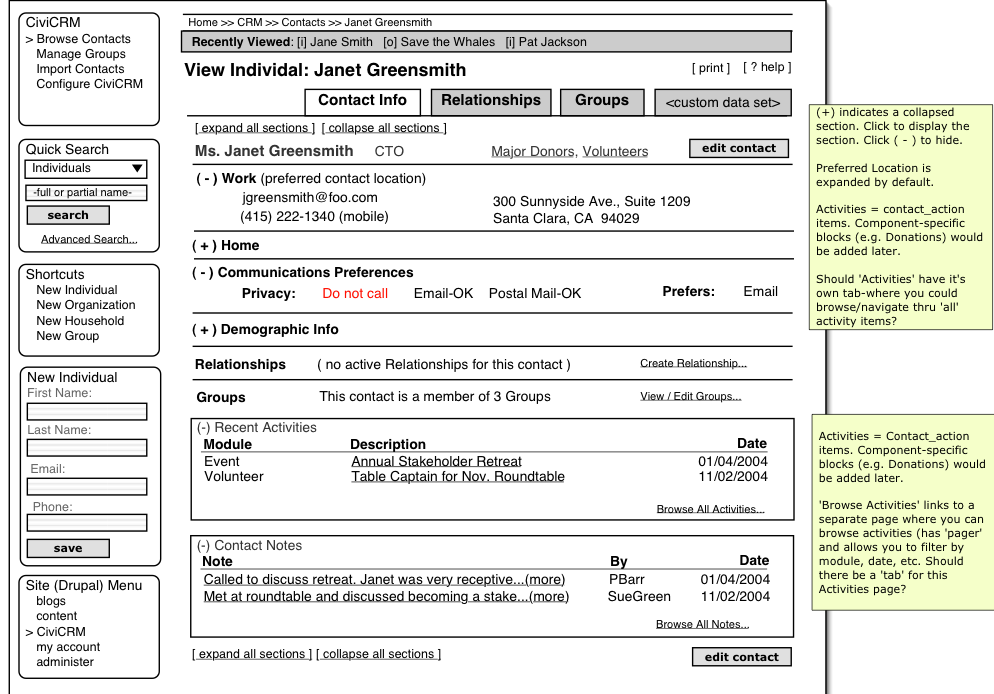 CiviCRM
> Browse Contacts
Manage Groups
Import Contacts
Configure CiviCRM
Quick Search
Individuals
-full or partial name-
search
Advanced Search...
Shortcuts
New Individual
New Organization
New Household
New Group
New Individual
First Name:
Last Name:
Email:
Phone:
save
Site (Drupal) Menu
blogs
content
> CiviCRM
my account
administer
Home >> CRM >> Contacts >> Janet Greensmith
Recently Viewed: [i] Jane Smith [o] Save the Whales [i] Pat Jackson
View Individal: Janet Greensmith [ print ] [ ? help ]
Contact Info Relationships Groups <custom data set>
[ expand all sections ] [ collapse all sections ]
Ms. Janet Greensmith CTO Major Donors, Volunteers edit contact
( - ) Work (preferred contact location)
jgreensmith@foo.com 300 Sunnyside Ave., Suite 1209
(415) 222-1340 (mobile) Santa Clara, CA 94029
( + ) Home
( - ) Communications Preferences
Privacy: Do not call Email-OK Postal Mail-OK Prefers: Email
( + ) Demographic Info
Relationships ( no active Relationships for this contact ) Create Relationship...
Groups This contact is a member of 3 Groups View / Edit Groups...
(-) Recent Activities
Module Description Date
Event Annual Stakeholder Retreat 01/04/2004
Volunteer Table Captain for Nov. Roundtable 11/02/2004
Browse All Activities...
(-) Contact Notes
Note By Date
Called to discuss retreat. Janet was very receptive...(more) PBarr 01/04/2004
Met at roundtable and discussed becoming a stake...(more) SueGreen 11/02/2004
Browse All Notes...
[ expand all sections ] [ collapse all sections ] edit contact
(+) indicates a collapsed
section. Click to display the
section. Click ( - ) to hide.
Preferred Location is
expanded by default.
Activities = contact_action
items. Component-specific
blocks (e.g. Donations) would
be added later.
Should 'Activities' have it's
own tab-where you could
browse/navigate thru 'all'
activity items?
Activities = Contact_action
items. Component-specific
blocks (e.g. Donations) would
be added later.
'Browse Activities' links to a
separate page where you can
browse activities (has 'pager'
and allows you to filter by
module, date, etc. Should
there be a 'tab' for this
Activities page?